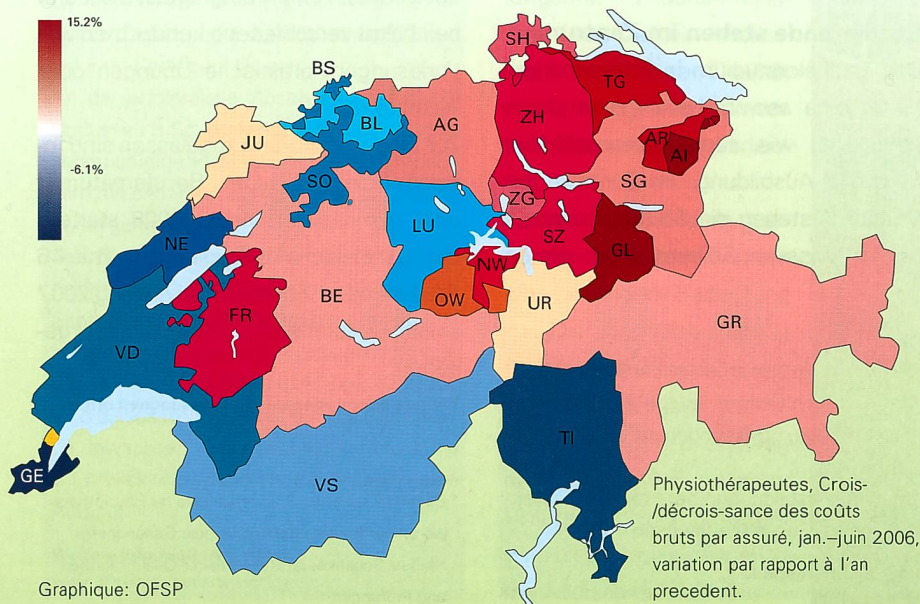 15.2%
-6.1%
SH
BS
TG
BL
ZH
AG
JU
AR
AI
SO
SG
ZG
LU
SZ
NE
GL
NW
BE
OW
UR
FR
GR
VD
TI
GE
VS
Physiothérapeutes, Crois-
/décrois-sance des coûts
bruts par assuré, jan.–juin 2006,
variation par rapport à l'an
precedent.
Graphique: OFSP